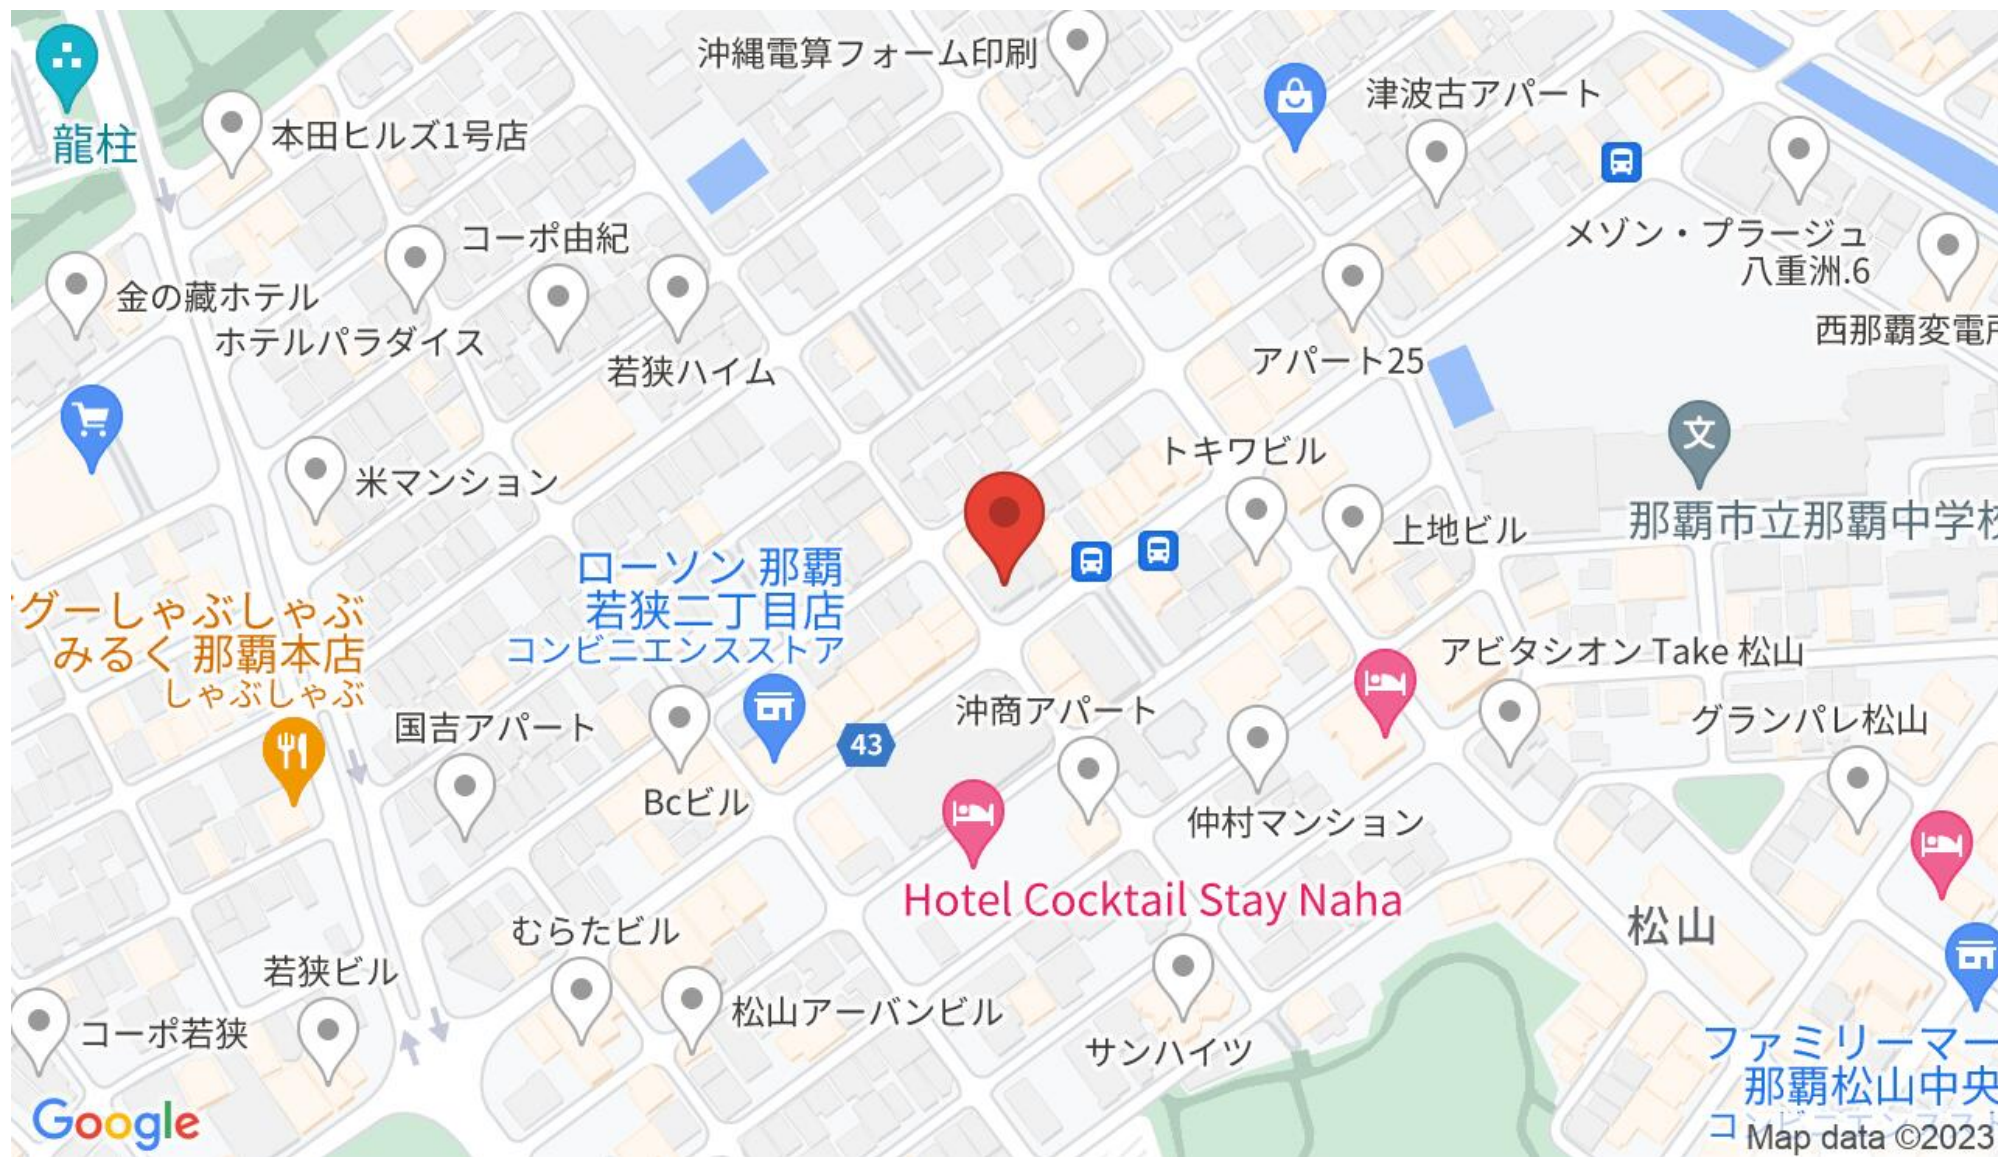 沖縄電算フォーム印刷
津波古アパート
龍柱
本田ヒルズ1号店
コーポ由紀
メゾン・プラージュ
八重洲.6
金の藏ホテル
ホテルパラダイス
若狭ハイム
アパート25
西那覇変電所
文
トキワビル
米マンション
上地ビル
那覇市立那覇中学校
ローソン 那覇
若狭二丁目店
コンビニエンスストア
グーしゃぶしゃぶ
みるく 那覇本店
しゃぶしゃぶ
アビタシオン Take 松山
国吉アパート
沖商アパート
グランパレ松山
43
Bcビル
仲村マンション
Hotel Cocktail Stay Naha
むらたビル
松山
若狭ビル
松山アーバンビル
コーポ若狭
サンハイツ
ファミリーマー
那覇松山中央
コンビニエンススト
Google
Map data ©2023